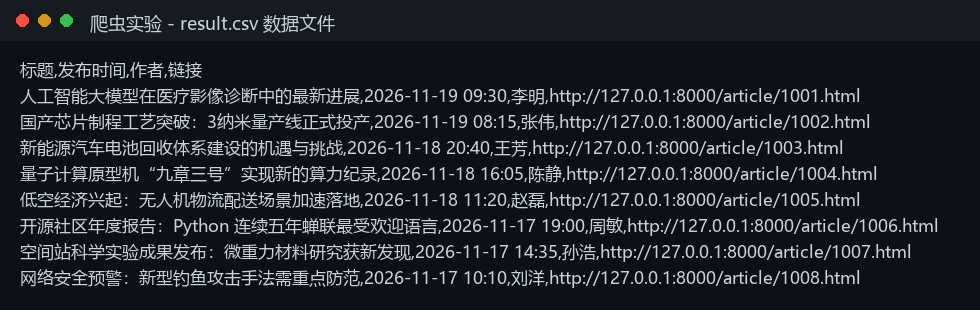 爬虫实验 - result.csv 数据文件
标题,发布时间,作者,链接
人工智能大模型在医疗影像诊断中的最新进展,2026-11-19 09:30,李明,http://127.0.0.1:8000/article/1001.html
国产芯片制程工艺突破：3纳米量产线正式投产,2026-11-19 08:15,张伟,http://127.0.0.1:8000/article/1002.html
新能源汽车电池回收体系建设的机遇与挑战,2026-11-18 20:40,王芳,http://127.0.0.1:8000/article/1003.html
量子计算原型机“九章三号”实现新的算力纪录,2026-11-18 16:05,陈静,http://127.0.0.1:8000/article/1004.html
低空经济兴起：无人机物流配送场景加速落地,2026-11-18 11:20,赵磊,http://127.0.0.1:8000/article/1005.html
开源社区年度报告：Python 连续五年蝉联最受欢迎语言,2026-11-17 19:00,周敏,http://127.0.0.1:8000/article/1006.html
空间站科学实验成果发布：微重力材料研究获新发现,2026-11-17 14:35,孙浩,http://127.0.0.1:8000/article/1007.html
网络安全预警：新型钓鱼攻击手法需重点防范,2026-11-17 10:10,刘洋,http://127.0.0.1:8000/article/1008.html